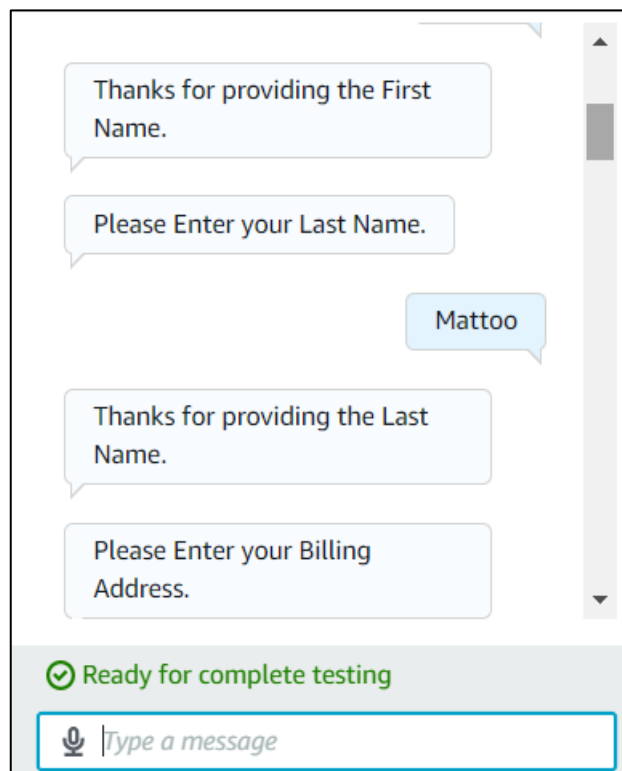 Thanks for providing the First
Name.
Please Enter your Last Name.
Mattoo
Thanks for providing the Last
Name.
Please Enter your Billing
Address.
Ready for complete testing
Type a message